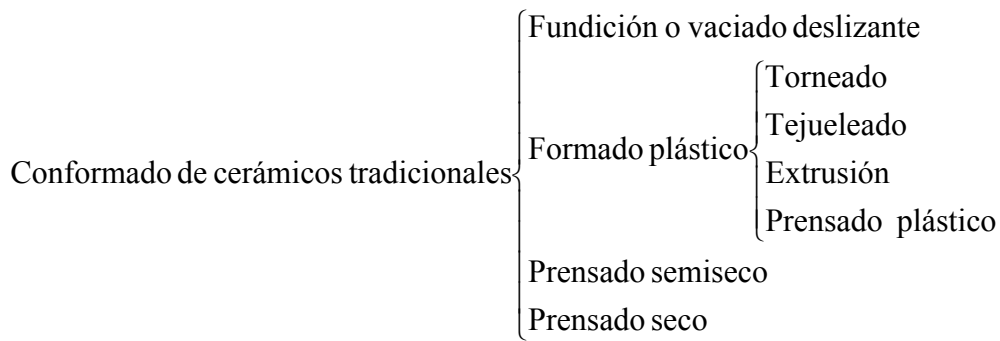 Conformado de cerámicos tradicionales
Fundición o vaciado deslizante
Formado plástico
Torneado
Tejueleado
Extrusión
Prensado plástico
Prensado semiseco
Prensado seco